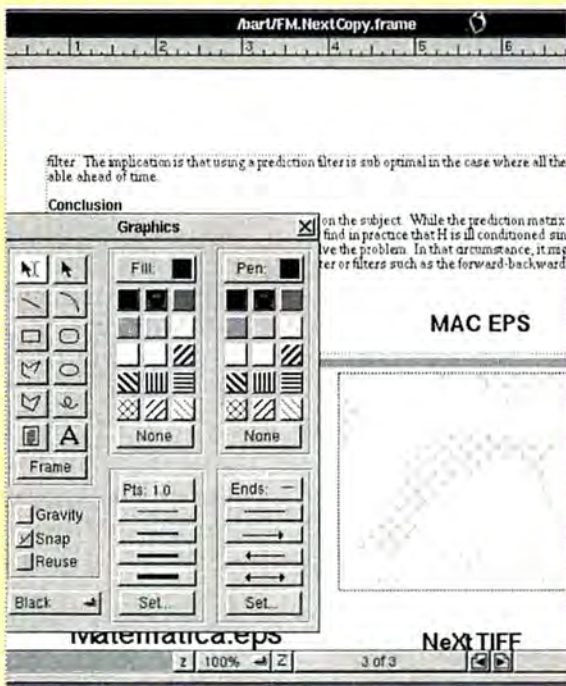 /bart/FM.NextCopy.frame
1 2 3 4 5 6
filter. The implication is that using a prediction filter is sub optimal in the case where all the
able ahead of time.
Conclusion
on the subject. While the prediction matrix
find in practice that H is ill conditioned sin
ve the problem. In that circumstance, it ma
ter or filters such as the forward-backward
Graphics
Fill:
Pen:
MAC EPS
A
None
None
Frame
Pts: 1.0
Ends:
Gravity
Snap
Reuse
Black
Set...
Set...
Matematica.eps
NeXt TIFF
z 100% Z 3 of 3